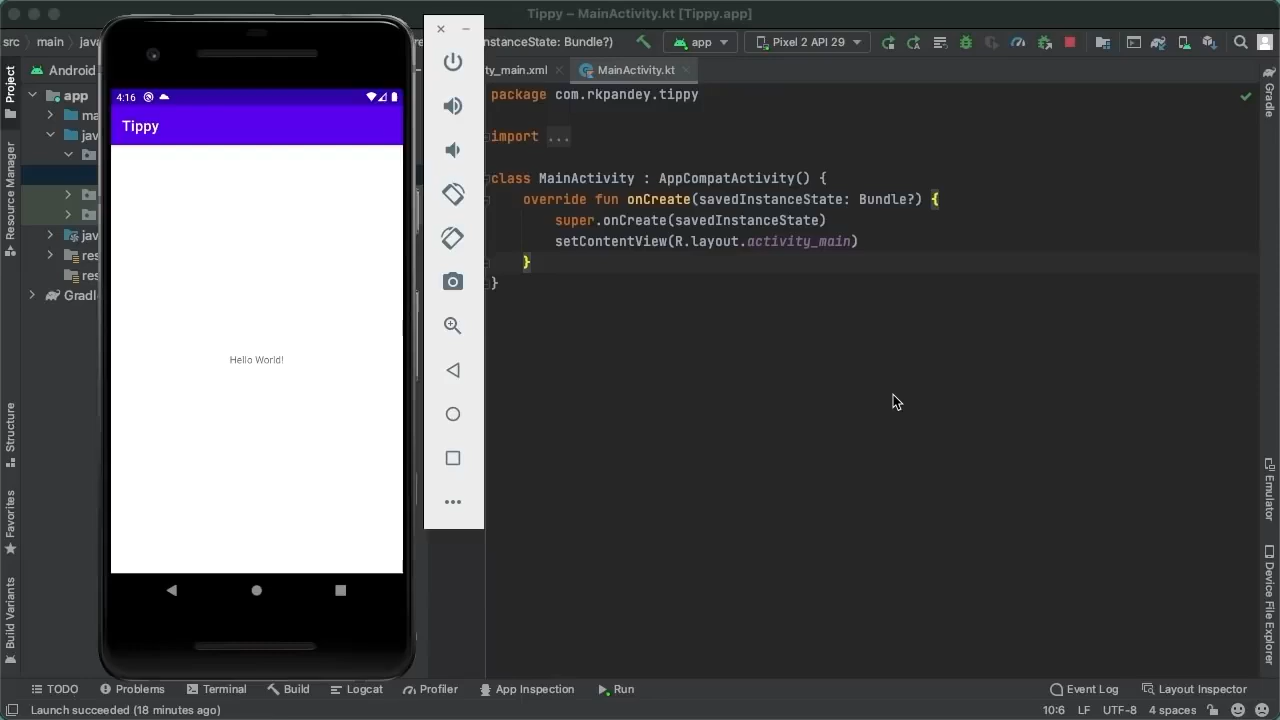 Tippy – MainActivity.kt [Tippy.app]
src
main
instanceState: Bundle?)
app
Pixel 2 API 29
Android
ty_main.xml
MainActivity.kt
Project
Resource Manager
Structure
Favorites
Build Variants
app
Gradle
4:16
Tippy
Hello World!
package com.rkpandey.tippy
import ...
class MainActivity : AppCompatActivity() {
override fun onCreate(savedInstanceState: Bundle?) {
super.onCreate(savedInstanceState)
setContentView(R.layout.activity_main)
}
}
Gradle
Emulator
Device File Explorer
TODO
Problems
Terminal
Build
Logcat
Profiler
App Inspection
Run
Event Log
Layout Inspector
Launch succeeded (18 minutes ago)
10:6
LF
UTF-8
4 spaces